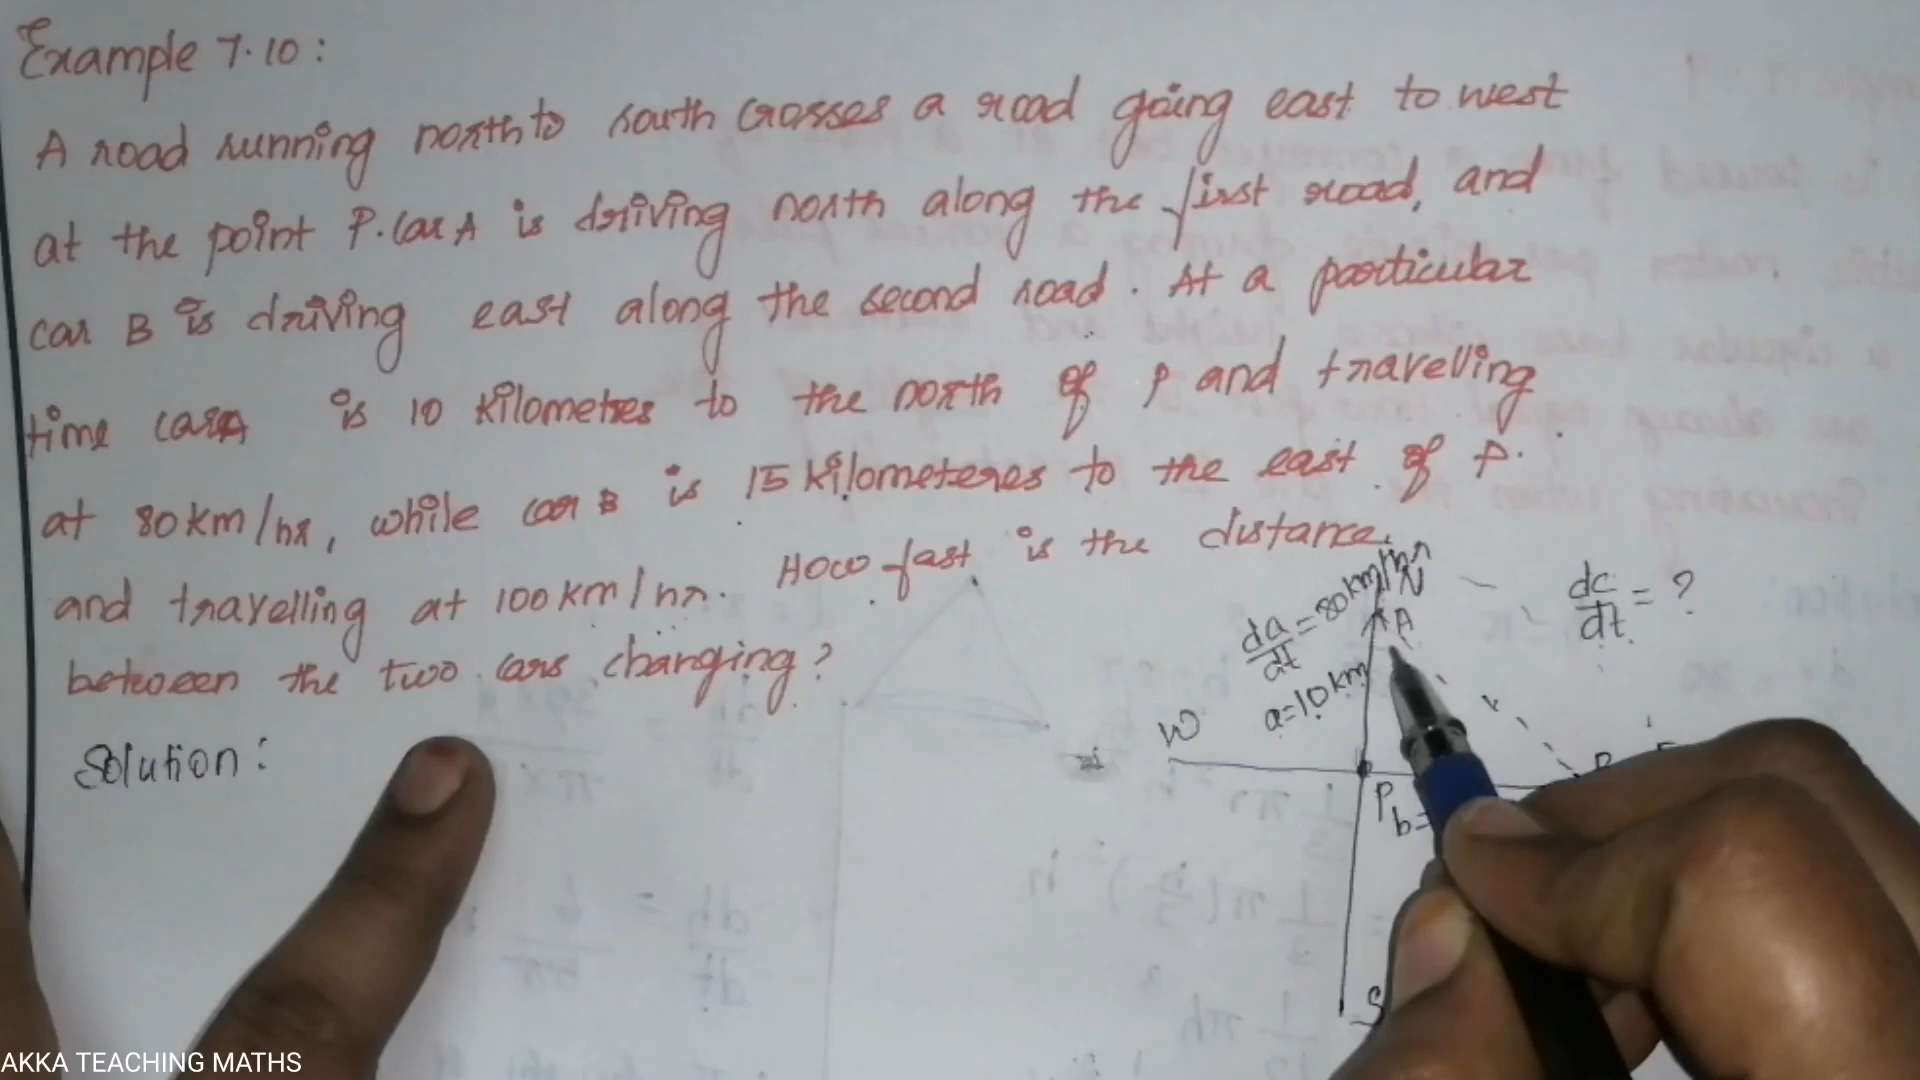 Example 7.10:
A road running north to south crosses a road going east to west
at the point P. Car A is driving north along the first road, and
car B is driving east along the second road. At a particular
time car A is 10 kilometres to the north of P and traveling
at 80 km/hr, while car B is 15 kilometeres to the east of P.
and travelling at 100 km/hr. How fast is the distance
between the two cars changing?
Solution:
N
da/dt = 80 km/hr
A
dc/dt = ?
a=10 km
W
P
b=
S
AKKA TEACHING MATHS